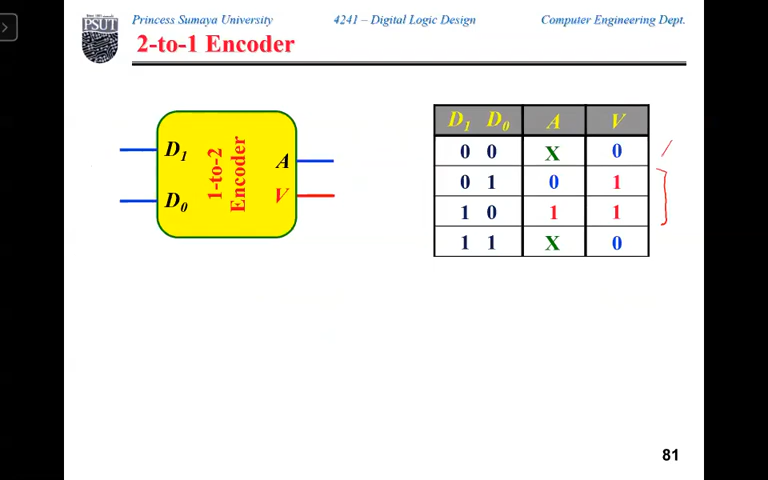 Princess Sumaya University 4241 – Digital Logic Design Computer Engineering Dept.
PSUT
2-to-1 Encoder
D1
D0
1-to-2
Encoder
A
V
D1 D0 A V
0 0 X 0
0 1 0 1
1 0 1 1
1 1 X 0
81